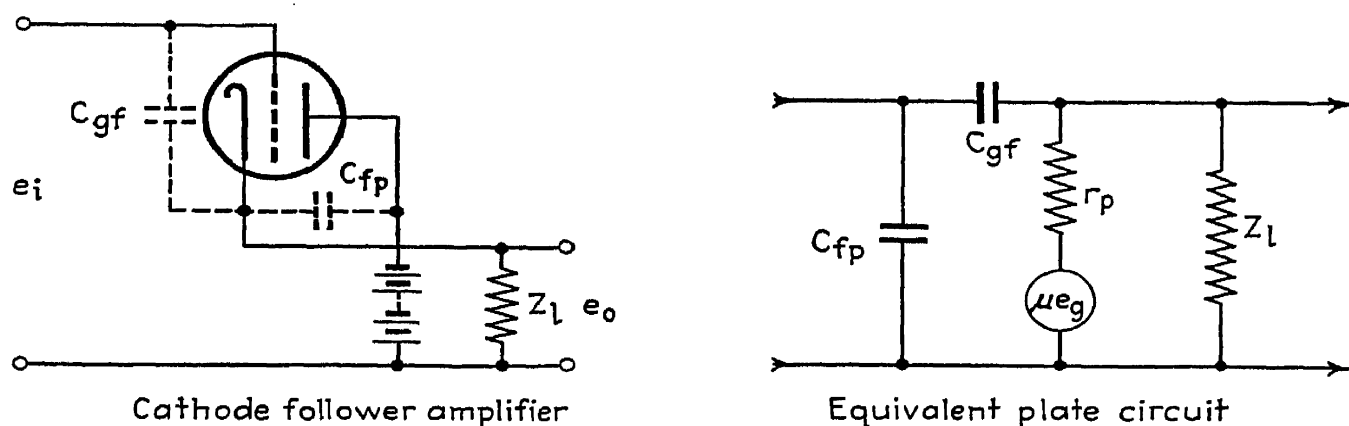 Cgf
Cfp
ei
Zl eo
Cathode follower amplifier
Cgf
rp
Cfp
Zl
μeg
Equivalent plate circuit